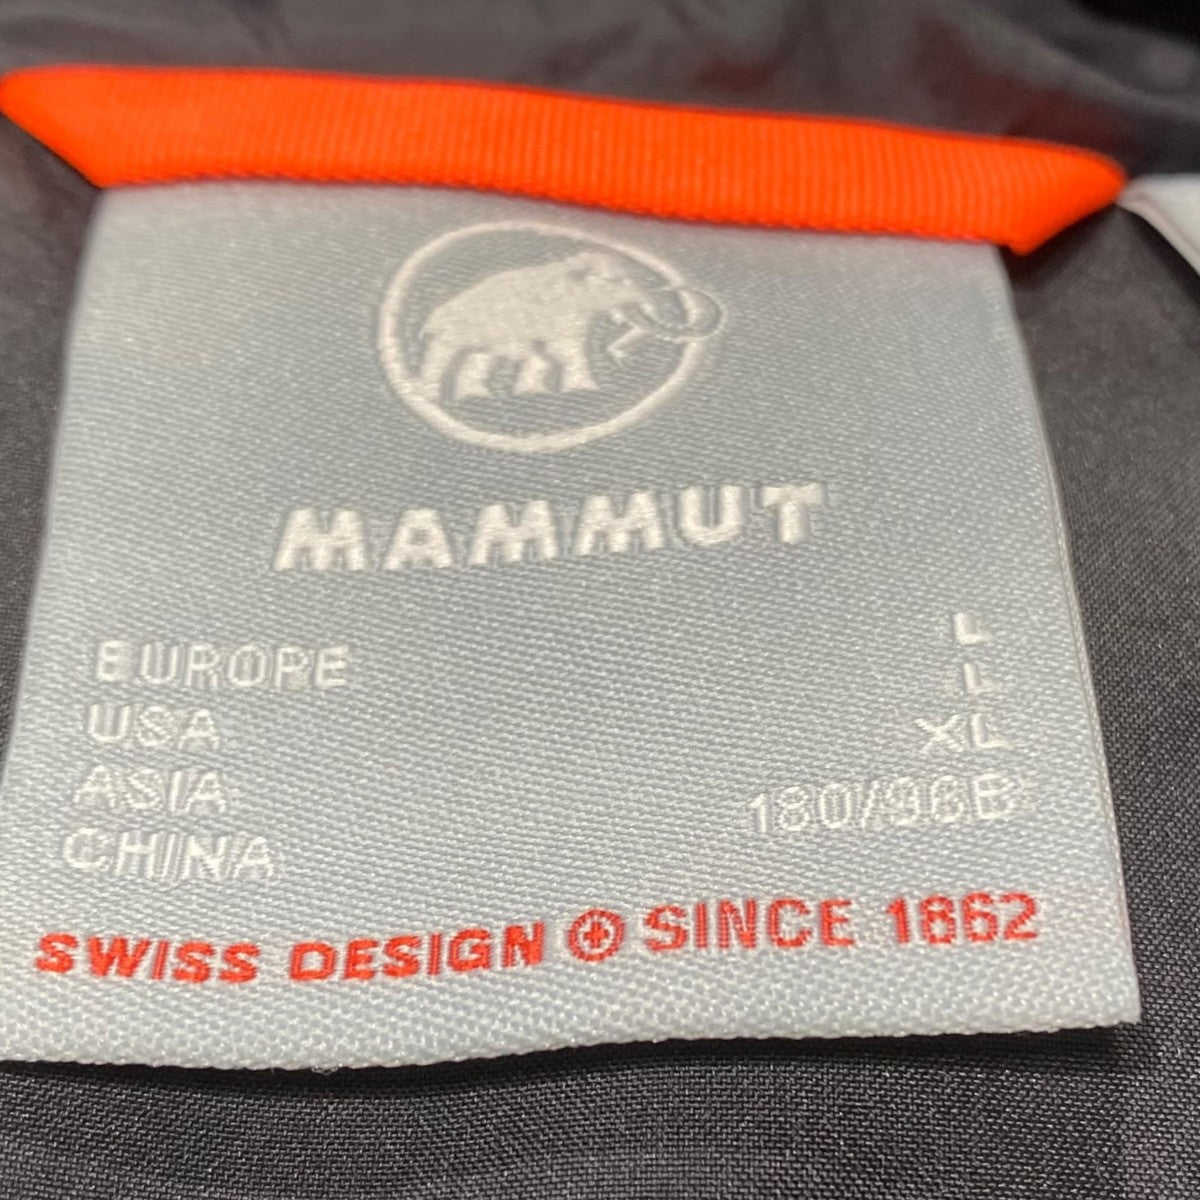 MAMMUT
EUROPE L
USA L
ASIA XL
CHINA 180/96B
SWISS DESIGN SINCE 1862